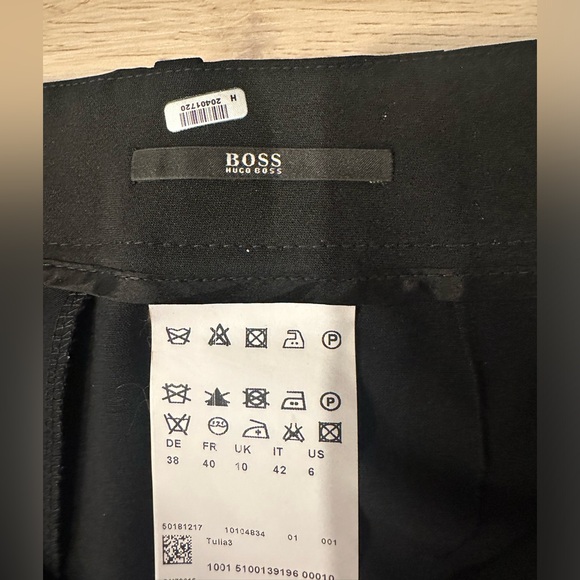 H 20401720
BOSS
HUGO BOSS
P
P
DE FR UK IT US
38 40 10 42 6
50181217 10104834 01 001
Tulia3
1001 5100139196 00010